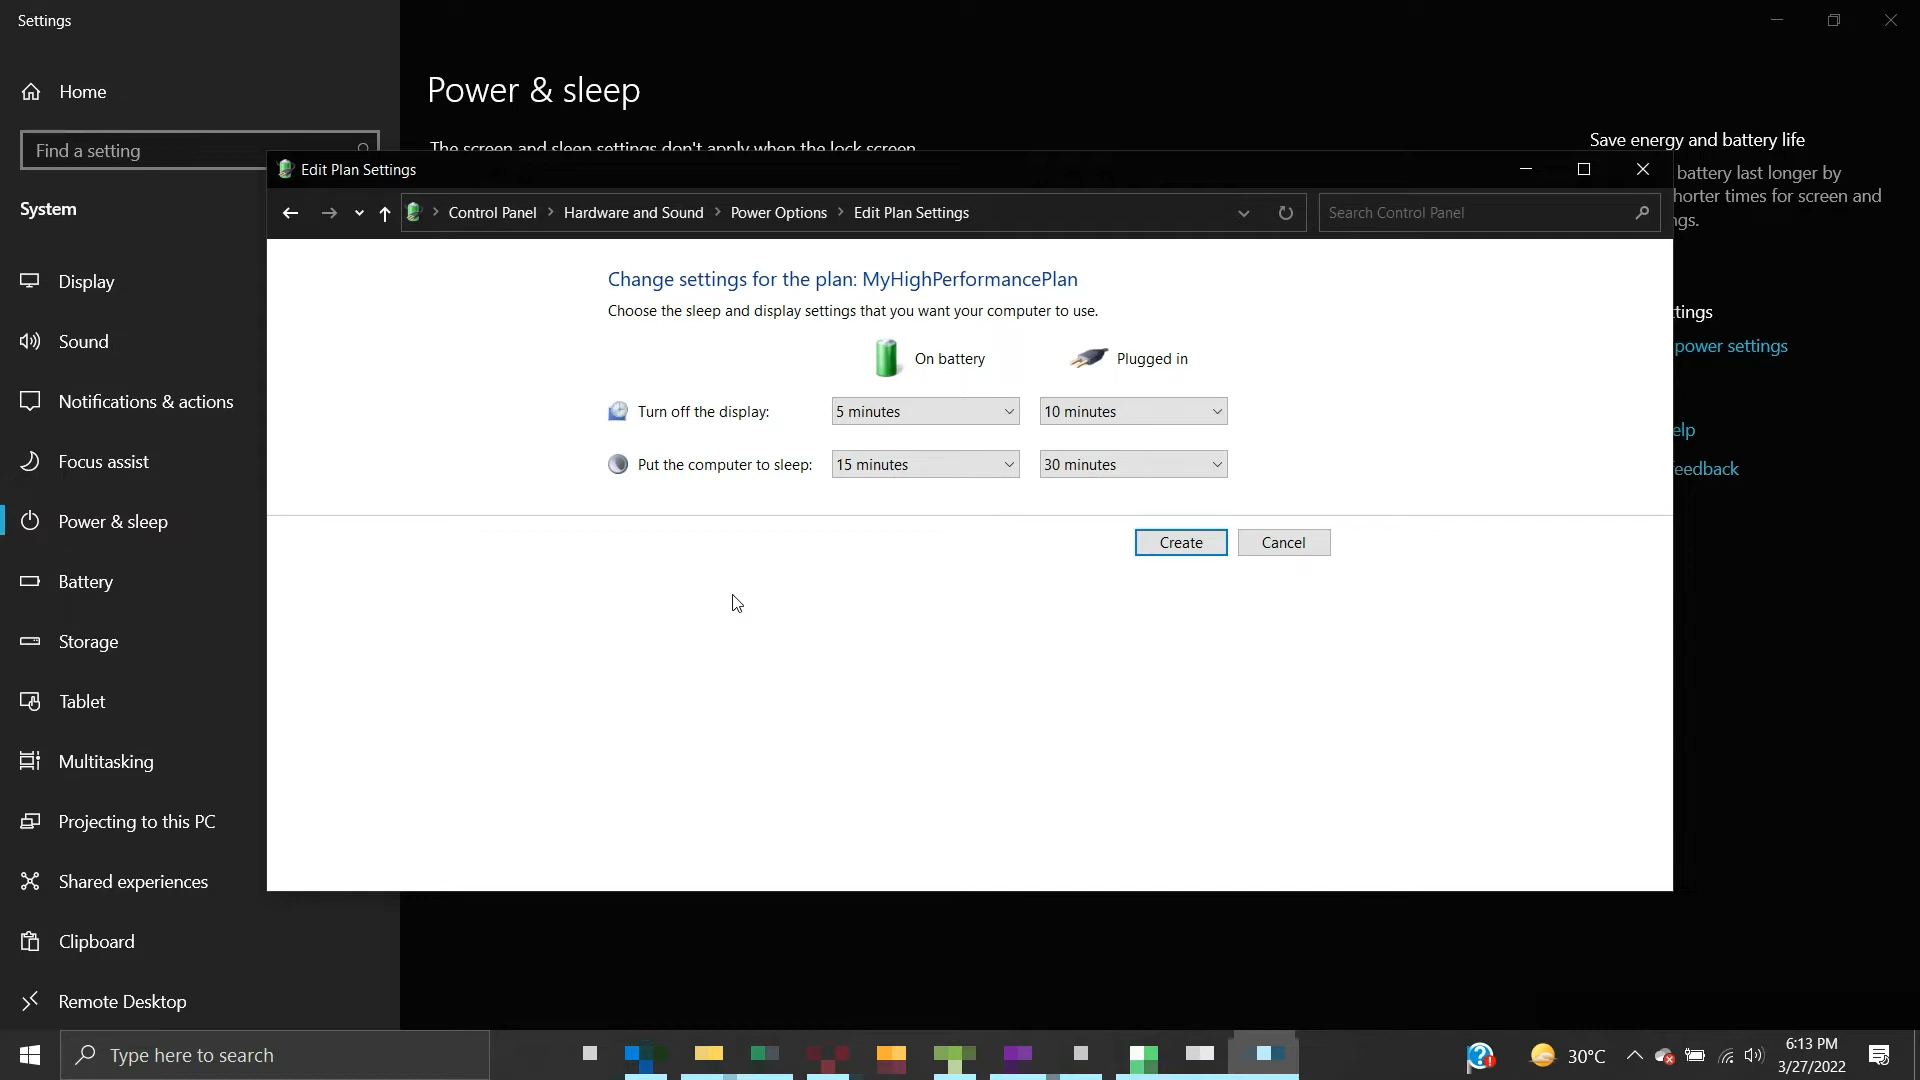 Settings
Home
Find a setting
System
Display
Sound
Notifications & actions
Focus assist
Power & sleep
Battery
Storage
Tablet
Multitasking
Projecting to this PC
Shared experiences
Clipboard
Remote Desktop
Power & sleep
The screen and sleep settings don't apply when the lock screen
Save energy and battery life
battery last longer by
horter times for screen and
ngs.
tings
power settings
elp
eedback
Edit Plan Settings
Control Panel > Hardware and Sound > Power Options > Edit Plan Settings
Search Control Panel
Change settings for the plan: MyHighPerformancePlan
Choose the sleep and display settings that you want your computer to use.
On battery Plugged in
Turn off the display: 5 minutes 10 minutes
Put the computer to sleep: 15 minutes 30 minutes
Create Cancel
Type here to search
30°C
6:13 PM
3/27/2022